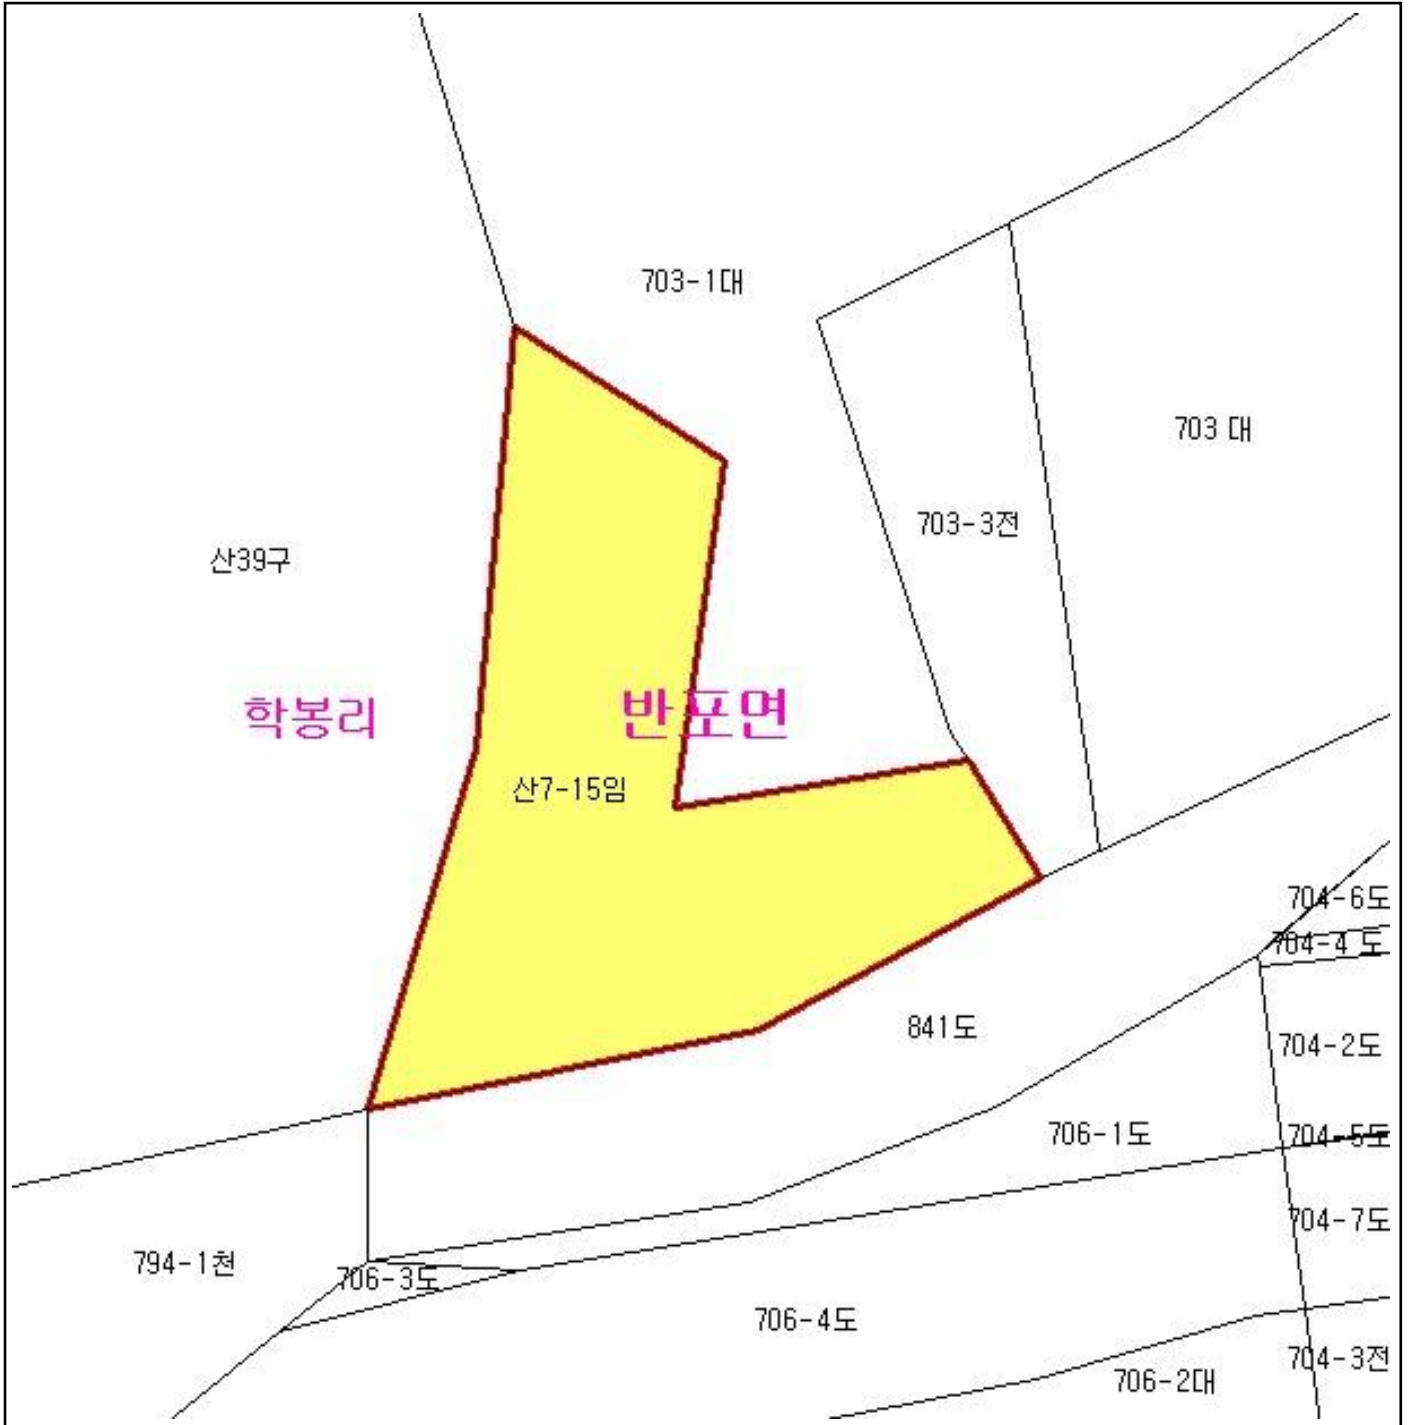 703-1대
703 대
703-3전
산39구
학봉리
반포면
산7-15임
704-6도
704-4 도
841도
704-2도
706-1도
704-5도
704-7도
794-1천
706-3도
706-4도
704-3전
706-2대